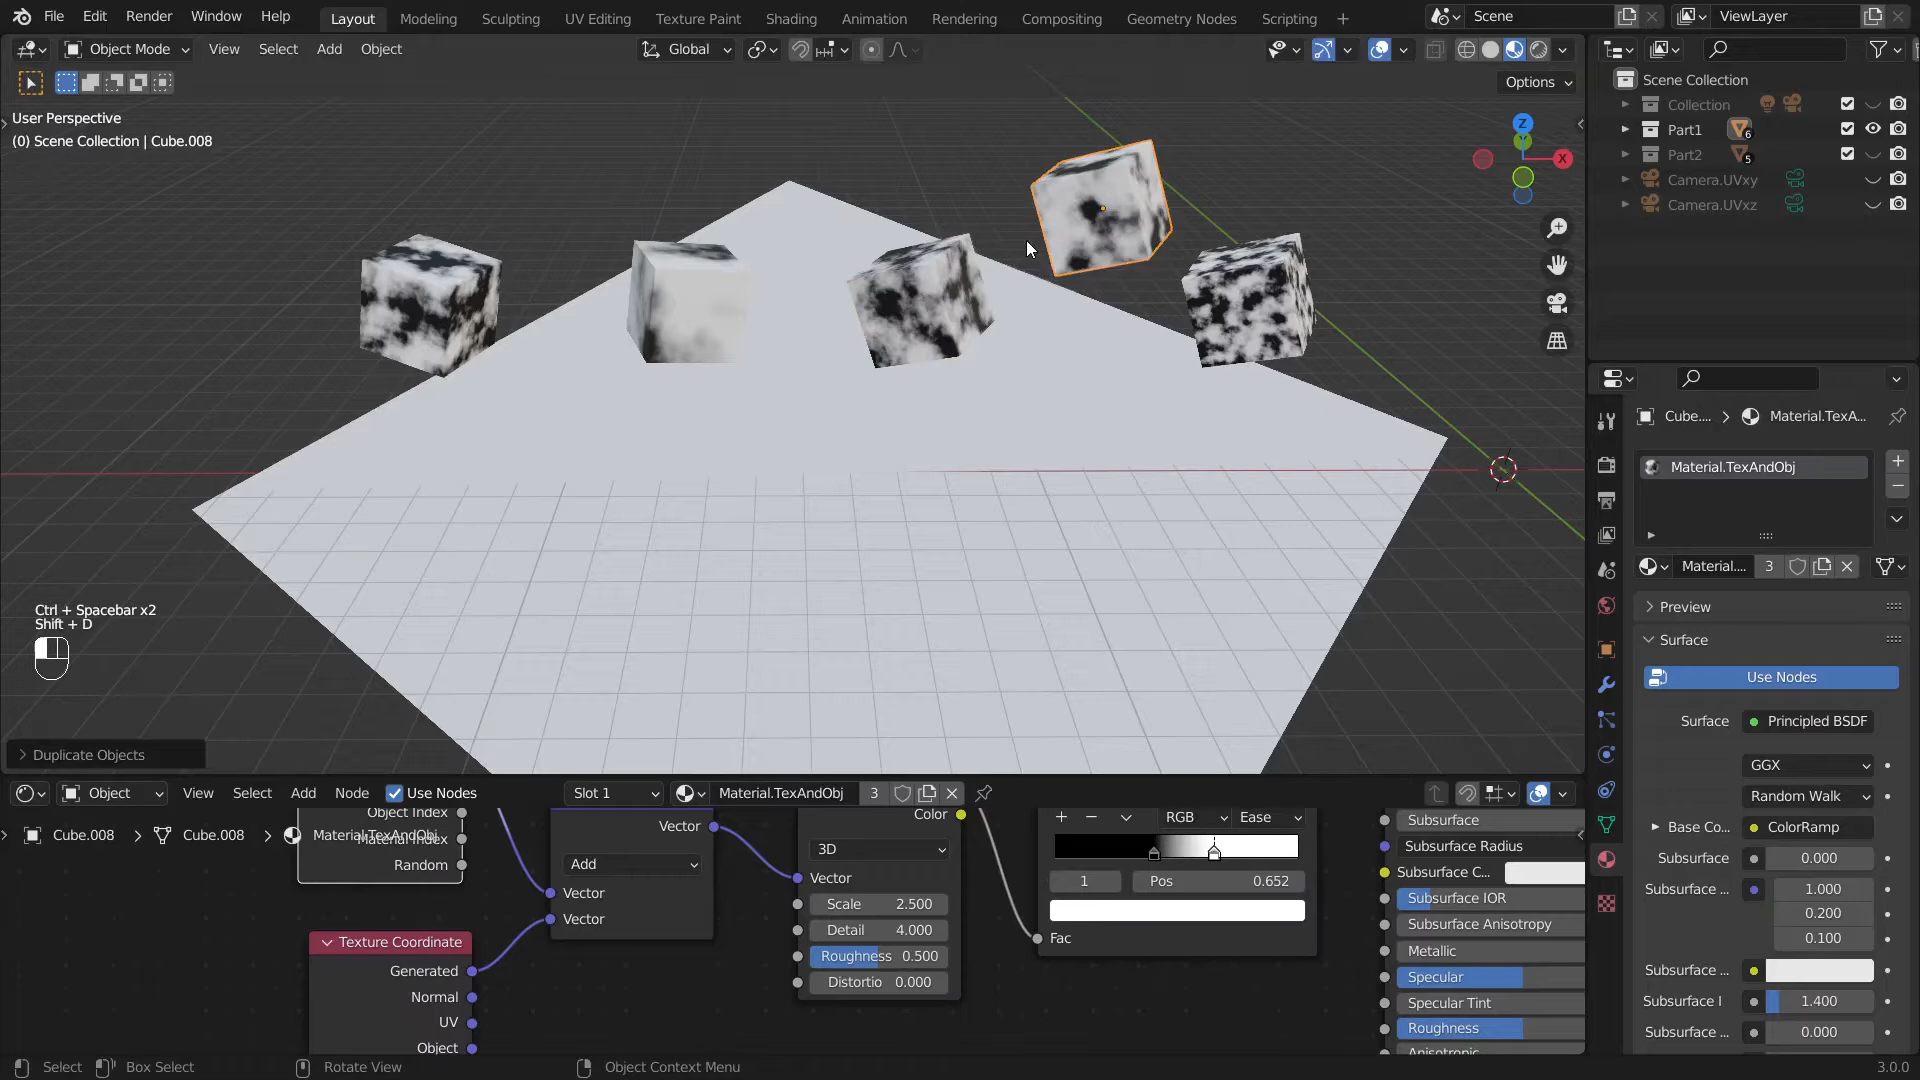 File Edit Render Window Help Layout Modeling Sculpting UV Editing Texture Paint Shading Animation Rendering Compositing Geometry Nodes Scripting Scene ViewLayer
Object Mode View Select Add Object Global
Options
User Perspective
(0) Scene Collection | Cube.008
Z
X
Scene Collection
Collection
Part1 6
Part2 5
Camera.UVxy
Camera.UVxz
Cube.... Material.TexA...
Material.TexAndObj
Material.... 3
Preview
Surface
Use Nodes
Surface Principled BSDF
GGX
Random Walk
Base Co... ColorRamp
Subsurface 0.000
Subsurface ... 1.000
0.200
0.100
Subsurface ...
Subsurface I 1.400
Subsurface ... 0.000
Ctrl + Spacebar x2
Shift + D
Duplicate Objects
Object View Select Add Node Use Nodes Slot 1 Material.TexAndObj 3
Cube.008 Cube.008 Material.TexAndObj
Object Index
Material Index
Random
Texture Coordinate
Generated
Normal
UV
Object
Vector
Add
Vector
Vector
Color
3D
Vector
Scale 2.500
Detail 4.000
Roughness 0.500
Distortio 0.000
RGB Ease
1 Pos 0.652
Fac
Subsurface
Subsurface Radius
Subsurface C...
Subsurface IOR
Subsurface Anisotropy
Metallic
Specular
Specular Tint
Roughness
Anisotropic
Select Box Select Rotate View Object Context Menu 3.0.0